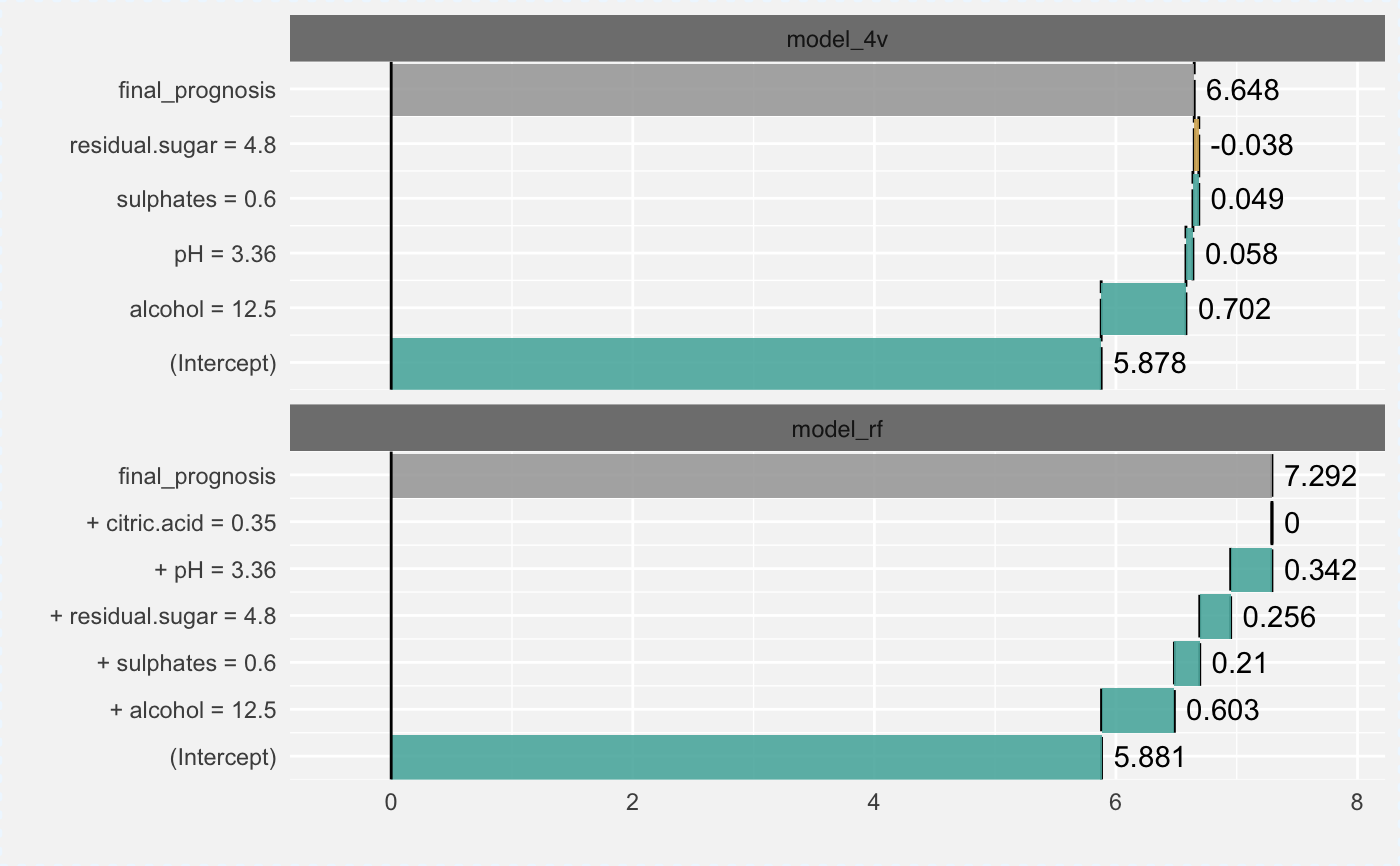 model_4v
final_prognosis 6.648
residual.sugar = 4.8 -0.038
sulphates = 0.6 0.049
pH = 3.36 0.058
alcohol = 12.5 0.702
(Intercept) 5.878
model_rf
final_prognosis 7.292
+ citric.acid = 0.35 0
+ pH = 3.36 0.342
+ residual.sugar = 4.8 0.256
+ sulphates = 0.6 0.21
+ alcohol = 12.5 0.603
(Intercept) 5.881
0 2 4 6 8